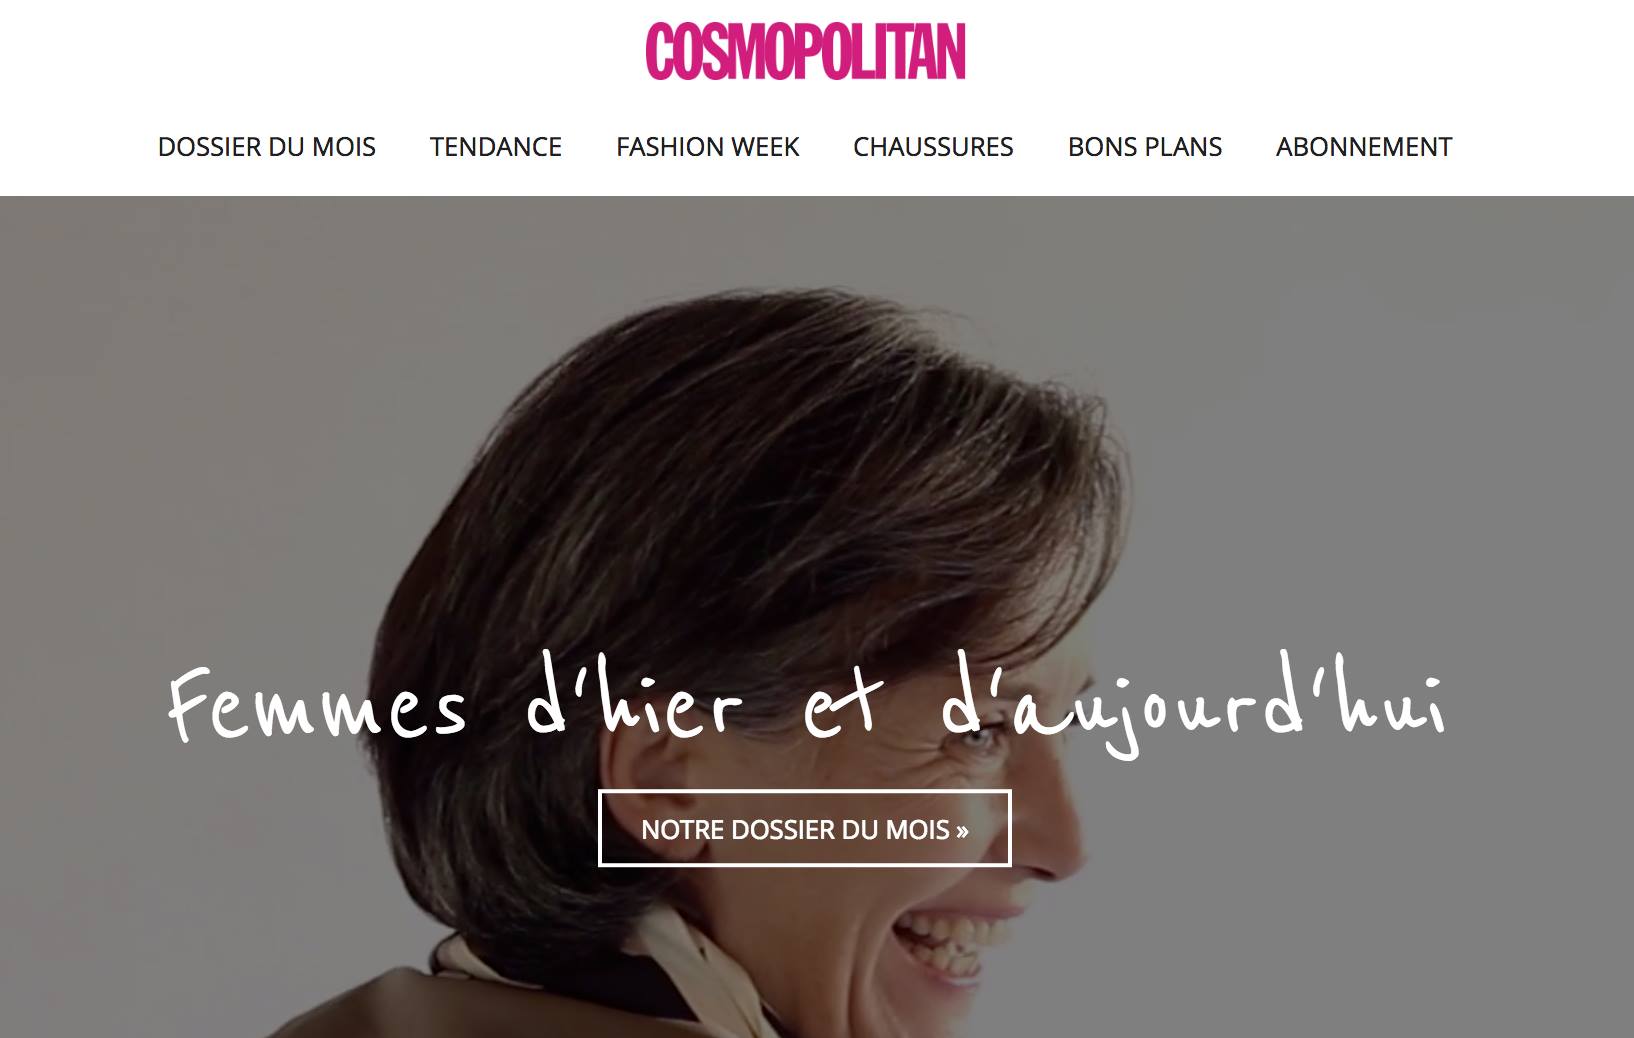 COSMOPOLITAN
DOSSIER DU MOIS TENDANCE FASHION WEEK CHAUSSURES BONS PLANS ABONNEMENT
Femmes d'hier et d'aujourd'hui
NOTRE DOSSIER DU MOIS »